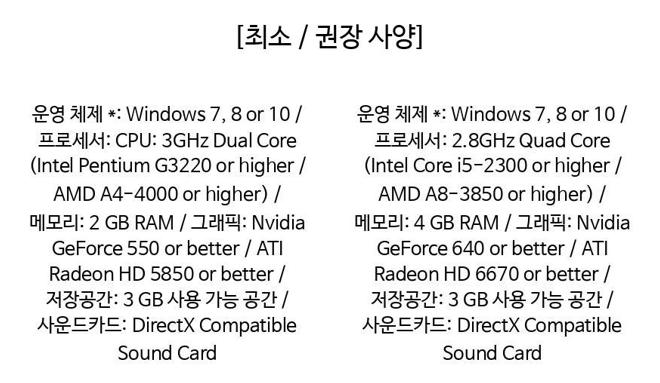 [최소 / 권장 사양]
운영 체제 *: Windows 7, 8 or 10 /
프로세서: CPU: 3GHz Dual Core
(Intel Pentium G3220 or higher /
AMD A4-4000 or higher) /
메모리: 2 GB RAM / 그래픽: Nvidia
GeForce 550 or better / ATI
Radeon HD 5850 or better /
저장공간: 3 GB 사용 가능 공간 /
사운드카드: DirectX Compatible
Sound Card
운영 체제 *: Windows 7, 8 or 10 /
프로세서: 2.8GHz Quad Core
(Intel Core i5-2300 or higher /
AMD A8-3850 or higher) /
메모리: 4 GB RAM / 그래픽: Nvidia
GeForce 640 or better / ATI
Radeon HD 6670 or better /
저장공간: 3 GB 사용 가능 공간 /
사운드카드: DirectX Compatible
Sound Card